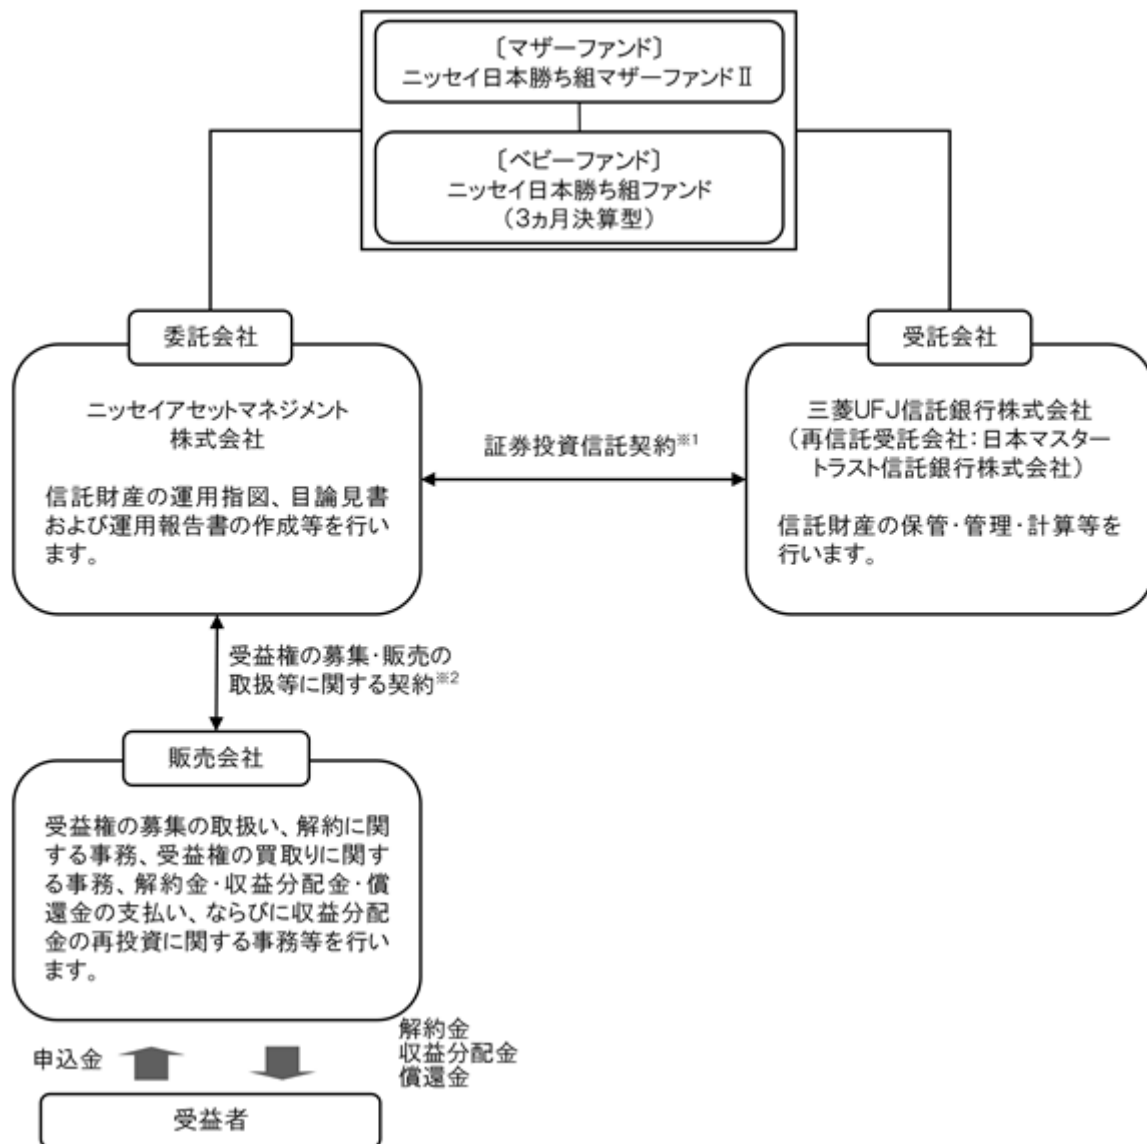 〔マザーファンド〕
ニッセイ日本勝ち組マザーファンドⅡ
〔ベビーファンド〕
ニッセイ日本勝ち組ファンド
（3ヵ月決算型）
委託会社
ニッセイアセットマネジメント
株式会社
信託財産の運用指図、目論見書
および運用報告書の作成等を行い
ます。
証券投資信託契約※1
受託会社
三菱UFJ信託銀行株式会社
（再信託受託会社：日本マスター
トラスト信託銀行株式会社）
信託財産の保管・管理・計算等を
行います。
受益権の募集・販売の
取扱等に関する契約※2
販売会社
受益権の募集の取扱い、解約に関
する事務、受益権の買取りに関す
る事務、解約金・収益分配金・償
還金の支払い、ならびに収益分配
金の再投資に関する事務等を行い
ます。
申込金
解約金
収益分配金
償還金
受益者